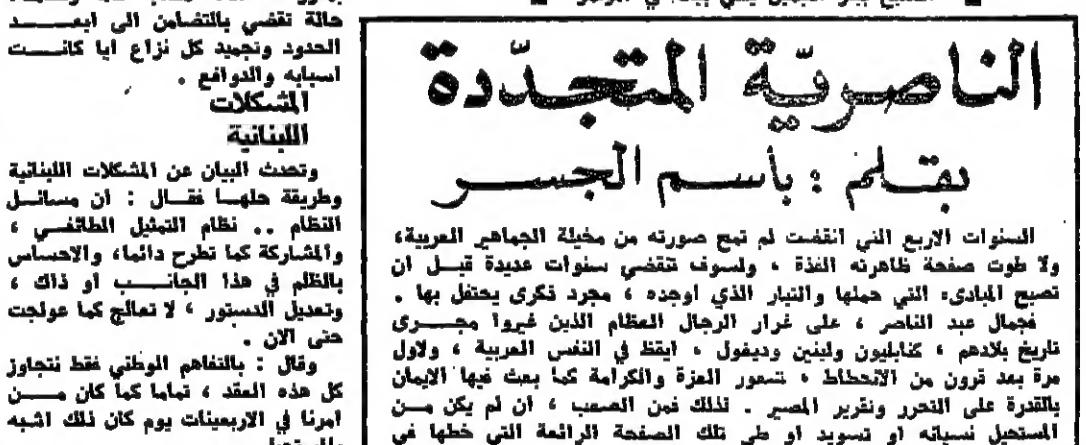 الناصريّة المتجدّدة
بقلم : باسم الجسر
السنوات الاربع التي انقضت لم تمح صورته من مخيلة الجماهير العربية،
ولا طوت صفحة ظاهرته الفذة ، ولسوف تنقضي سنوات عديدة قبل ان
تصبح المبادىء التي حملها والتيار الذي اوجده ، مجرد ذكرى يحتفل بها .
فجمال عبد الناصر ، على غرار الرجال العظام الذين غيروا مجرى
تاريخ بلادهم ، كنابليون ولينين وديغول ، ايقظ في النفس العربية ، ولاول
مرة بعد قرون من الانحطاط ، شعور العزة والكرامة كما بعث فيها الايمان
بالقدرة على التحرر وتقرير المصير . لذلك فمن الصعب ، ان لم يكن من
المستحيل نسيانه او تسويد او طي تلك الصفحة الرائعة التي خطها في
حالة تقضي بالتضامن الى ابعد
الحدود وتجميد كل نزاع ايا كانت
اسبابه والدوافع .
المشكلات
اللبنانية
وتحدث البيان عن المشكلات اللبنانية
وطريقة حلها فقال : ان مسائل
النظام .. نظام التمثيل الطائفي ،
والمشاركة كما تطرح دائما، والاحساس
بالظلم في هذا الجانب او ذاك ،
وتعديل الدستور ، لا تعالج كما عولجت
حتى الان .
وقال : بالتفاهم الوطني فقط نتجاوز
كل هذه العقد ، تماما كما كان من
امرنا في الاربعينات يوم كان ذلك اشبه